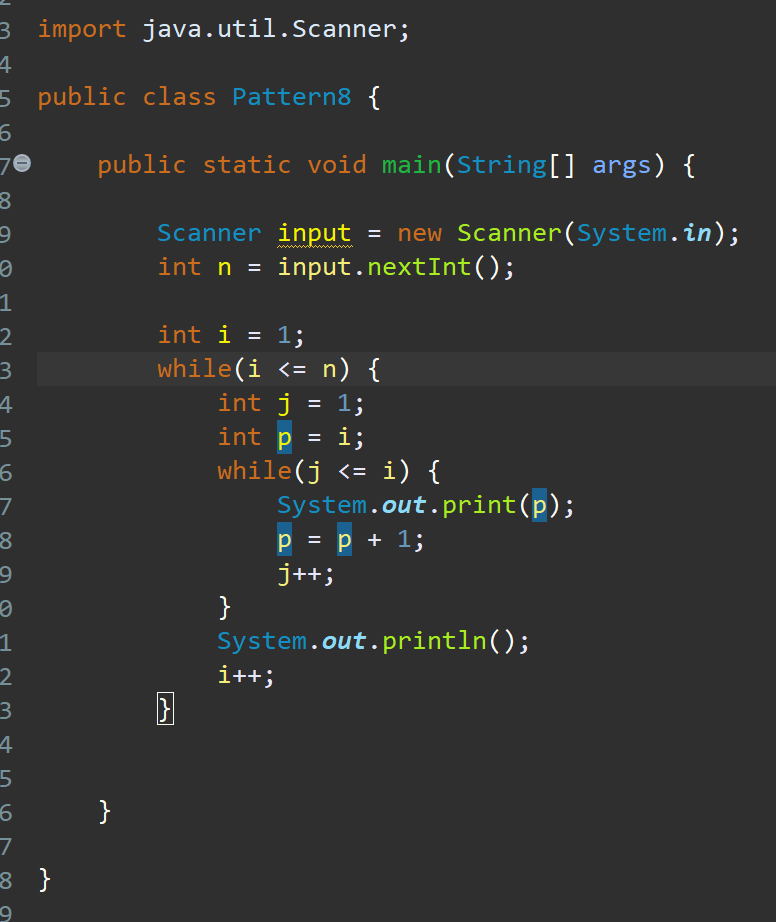 3 import java.util.Scanner;
4
5 public class Pattern8 {
6
7 public static void main(String[] args) {
8
9 Scanner input = new Scanner(System.in);
0 int n = input.nextInt();
1
2 int i = 1;
3 while(i <= n) {
4 int j = 1;
5 int p = i;
6 while(j <= i) {
7 System.out.print(p);
8 p = p + 1;
9 j++;
0 }
1 System.out.println();
2 i++;
3 }
4
5
6 }
7
8 }
9